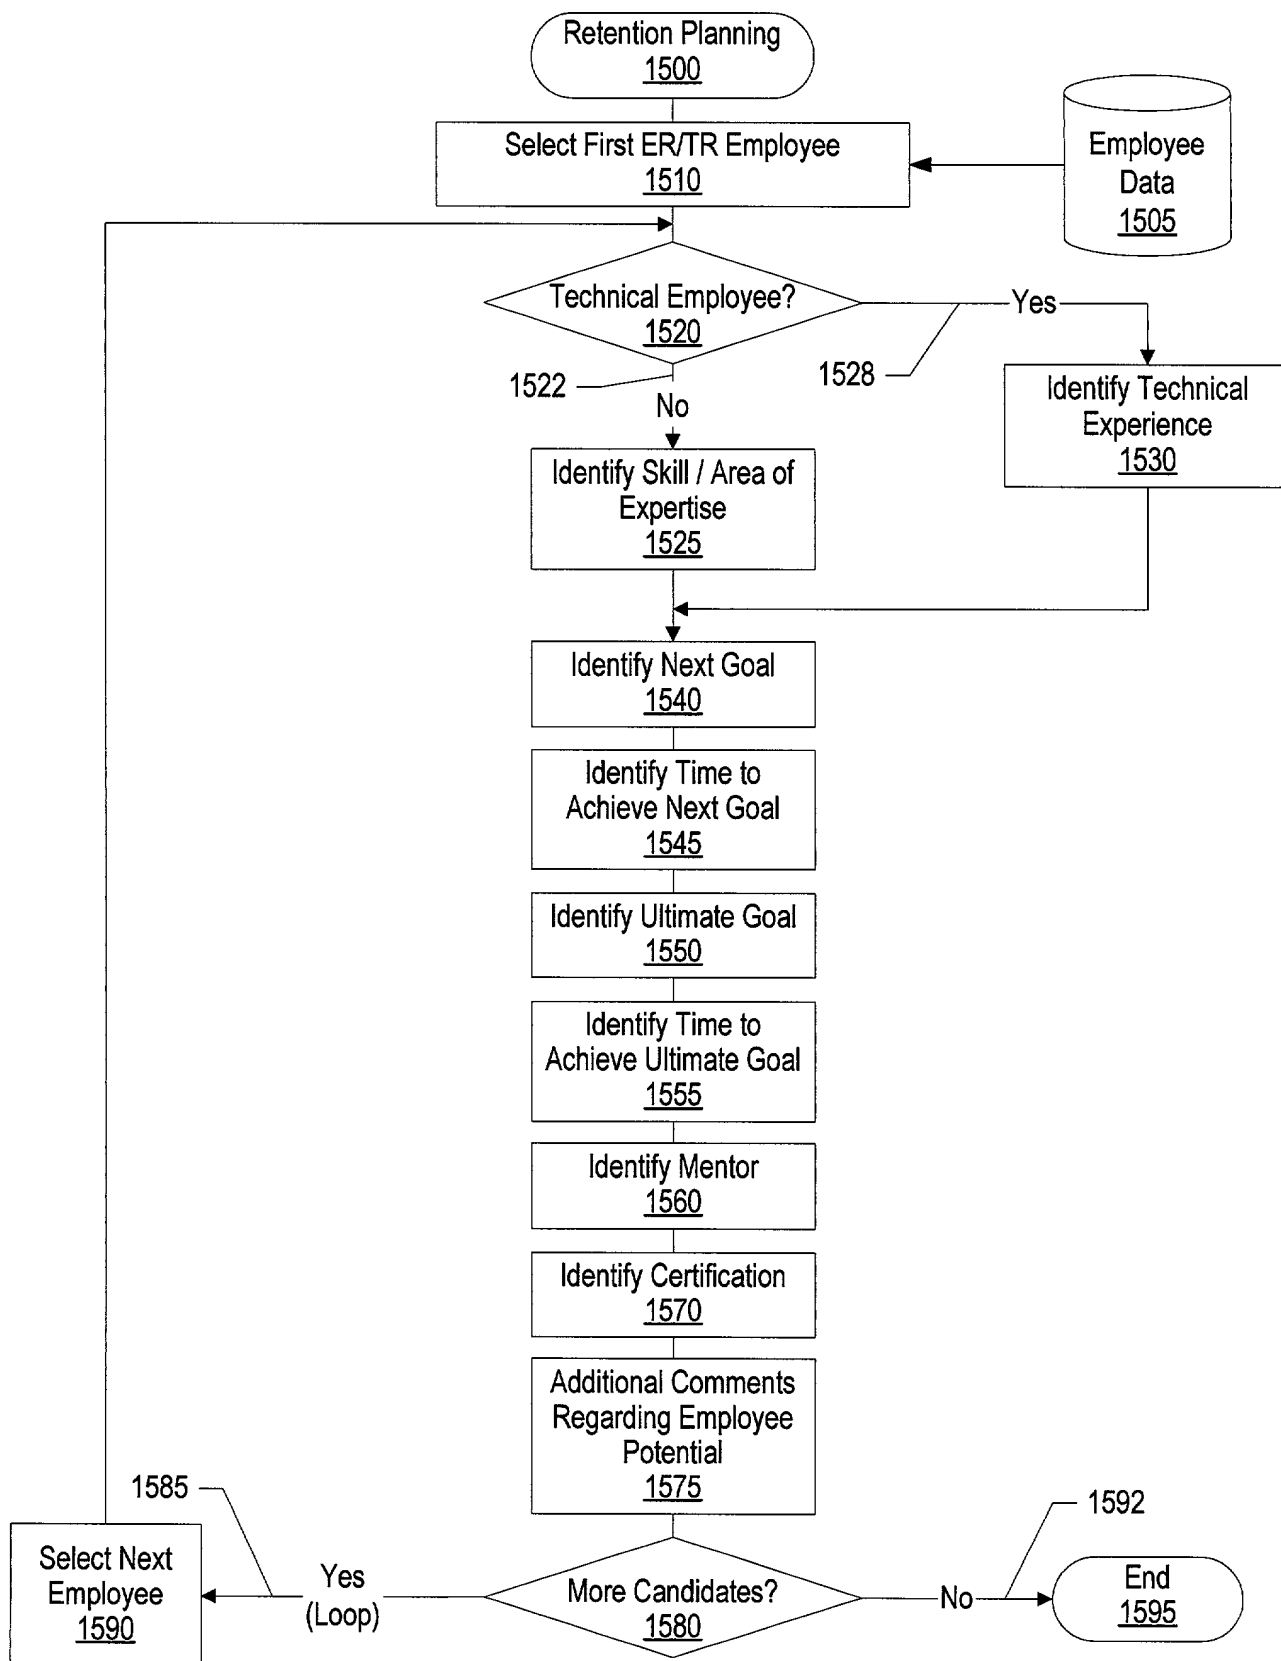 Retention Planning
1500
Select First ER/TR Employee
1510
Employee
Data
1505
Technical Employee?
1520
Yes
1528
1522
No
Identify Technical
Experience
1530
Identify Skill / Area of
Expertise
1525
Identify Next Goal
1540
Identify Time to
Achieve Next Goal
1545
Identify Ultimate Goal
1550
Identify Time to
Achieve Ultimate Goal
1555
Identify Mentor
1560
Identify Certification
1570
Additional Comments
Regarding Employee
Potential
1575
1585
1592
Select Next
Employee
1590
Yes
(Loop)
More Candidates?
1580
No
End
1595